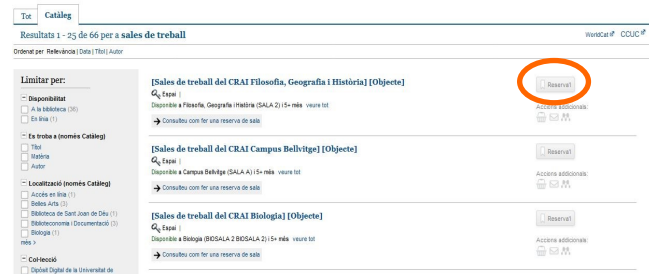 Tot Catàleg
Resultats 1 - 25 de 66 per a sales de treball WorldCat CCUC
Ordenat per Rellevància | Data | Títol | Autor
Limitar per:
Disponibilitat
A la biblioteca (36)
En línia (1)
Es troba a (només Catàleg)
Títol
Matèria
Autor
Localització (només Catàleg)
Accés en línia (1)
Belles Arts (3)
Biblioteca de Sant Joan de Déu (1)
Biblioteconomia i Documentació (3)
Biologia (1)
més >
Col·lecció
Dipòsit Digital de la Universitat de
[Sales de treball del CRAI Filosofia, Geografia i Història] [Objecte]
Espai |
Disponible a Filosofia, Geografia i Història (SALA 2) i 5+ més veure tot
→ Consulteu com fer una reserva de sala
Reserva'l
Accions addicionals:
[Sales de treball del CRAI Campus Bellvitge] [Objecte]
Espai |
Disponible a Campus Bellvitge (SALA A) i 5+ més veure tot
→ Consulteu com fer una reserva de sala
Reserva'l
Accions addicionals:
[Sales de treball del CRAI Biologia] [Objecte]
Espai |
Disponible a Biologia (BIOSALA 2 BIOSALA 2) i 5+ més veure tot
→ Consulteu com fer una reserva de sala
Reserva'l
Accions addicionals: